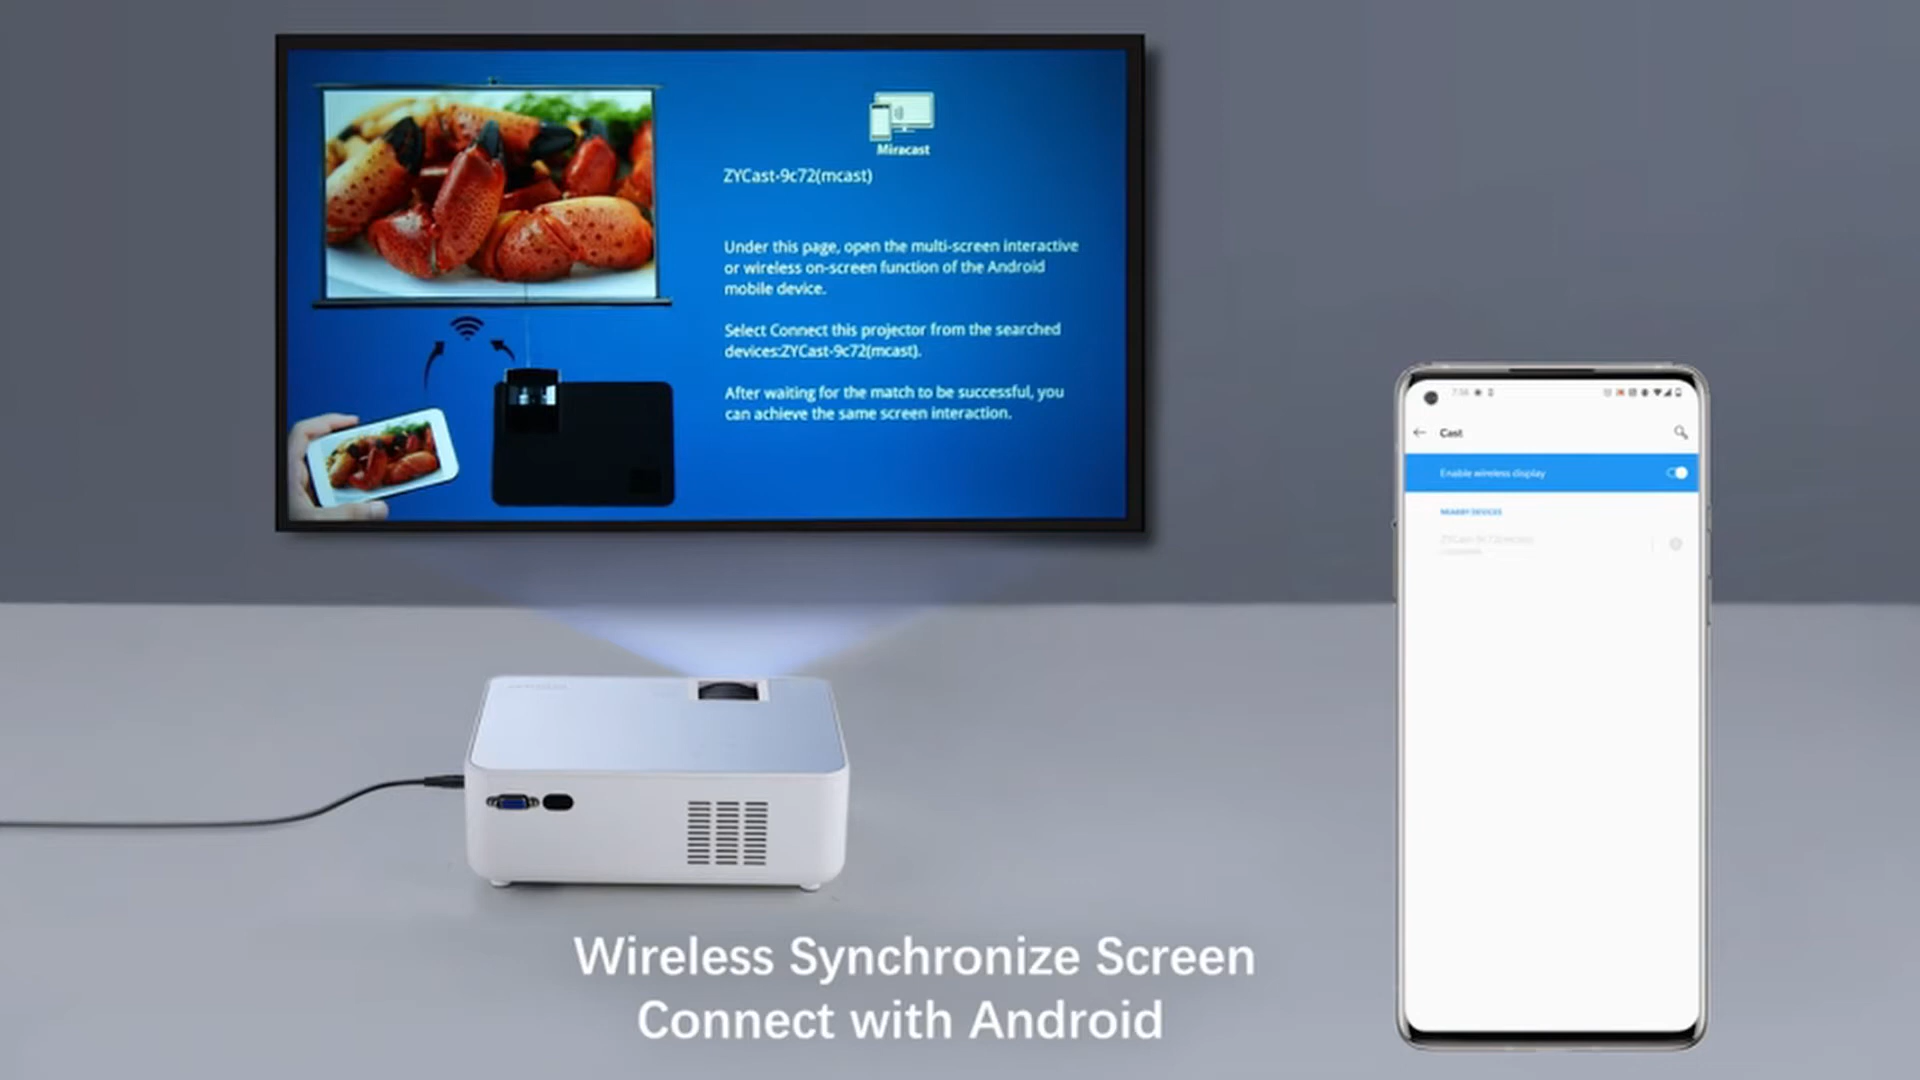 Miracast
ZYCast-9c72(mcast)
Under this page, open the multi-screen interactive
or wireless on-screen function of the Android
mobile device.
Select Connect this projector from the searched
devices:ZYCast-9c72(mcast).
After waiting for the match to be successful, you
can achieve the same screen interaction.
Cast
Enable wireless display
NEARBY DEVICES
Wireless Synchronize Screen
Connect with Android